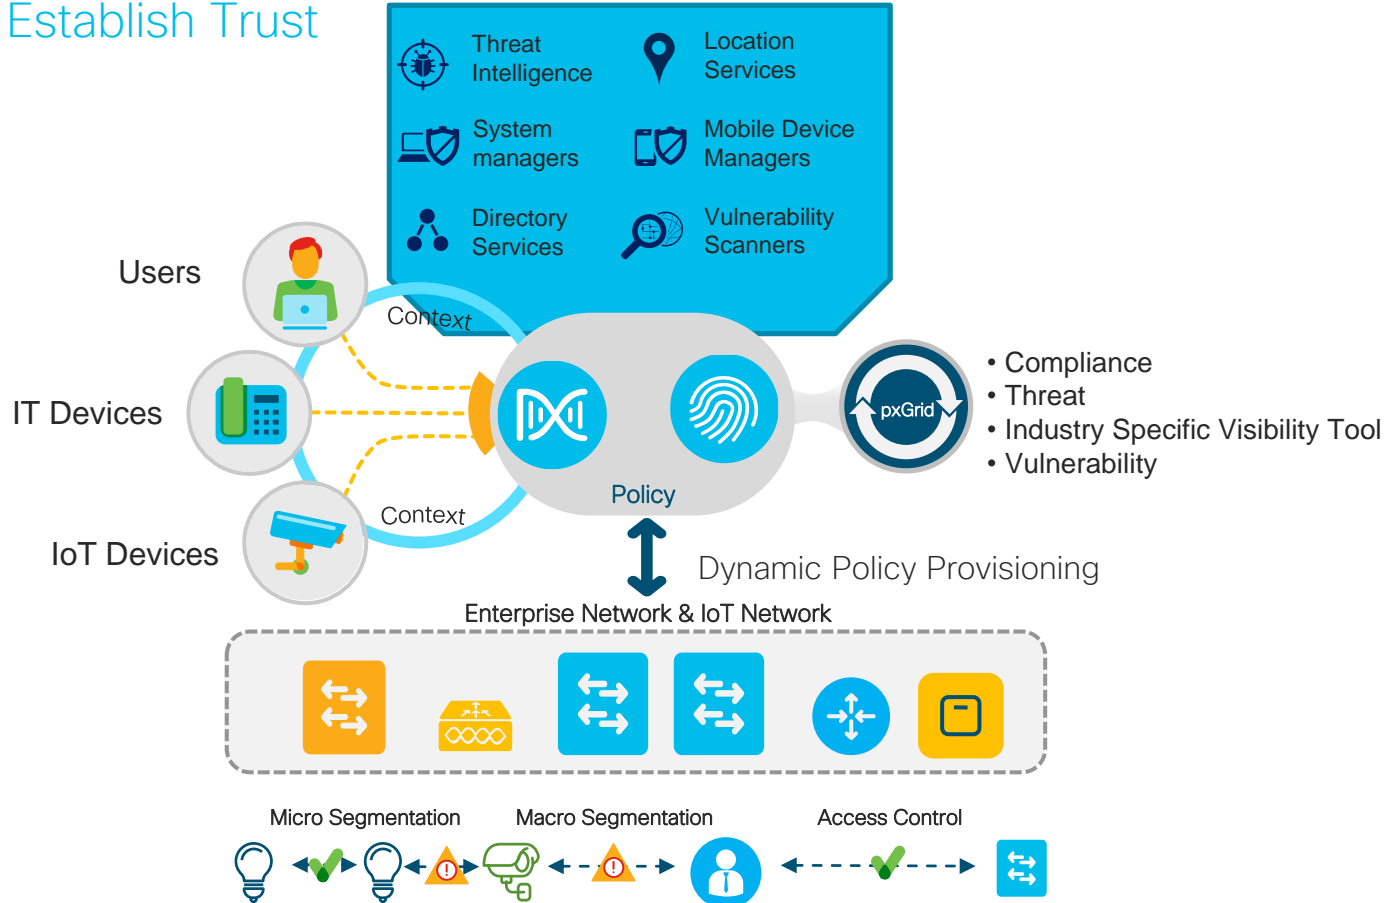 Establish Trust
Threat
Intelligence
Location
Services
System
managers
Mobile Device
Managers
Directory
Services
Vulnerability
Scanners
Users
Context
IT Devices
pxGrid
• Compliance
• Threat
• Industry Specific Visibility Tool
• Vulnerability
Policy
Context
IoT Devices
Dynamic Policy Provisioning
Enterprise Network & IoT Network
Micro Segmentation
Macro Segmentation
Access Control